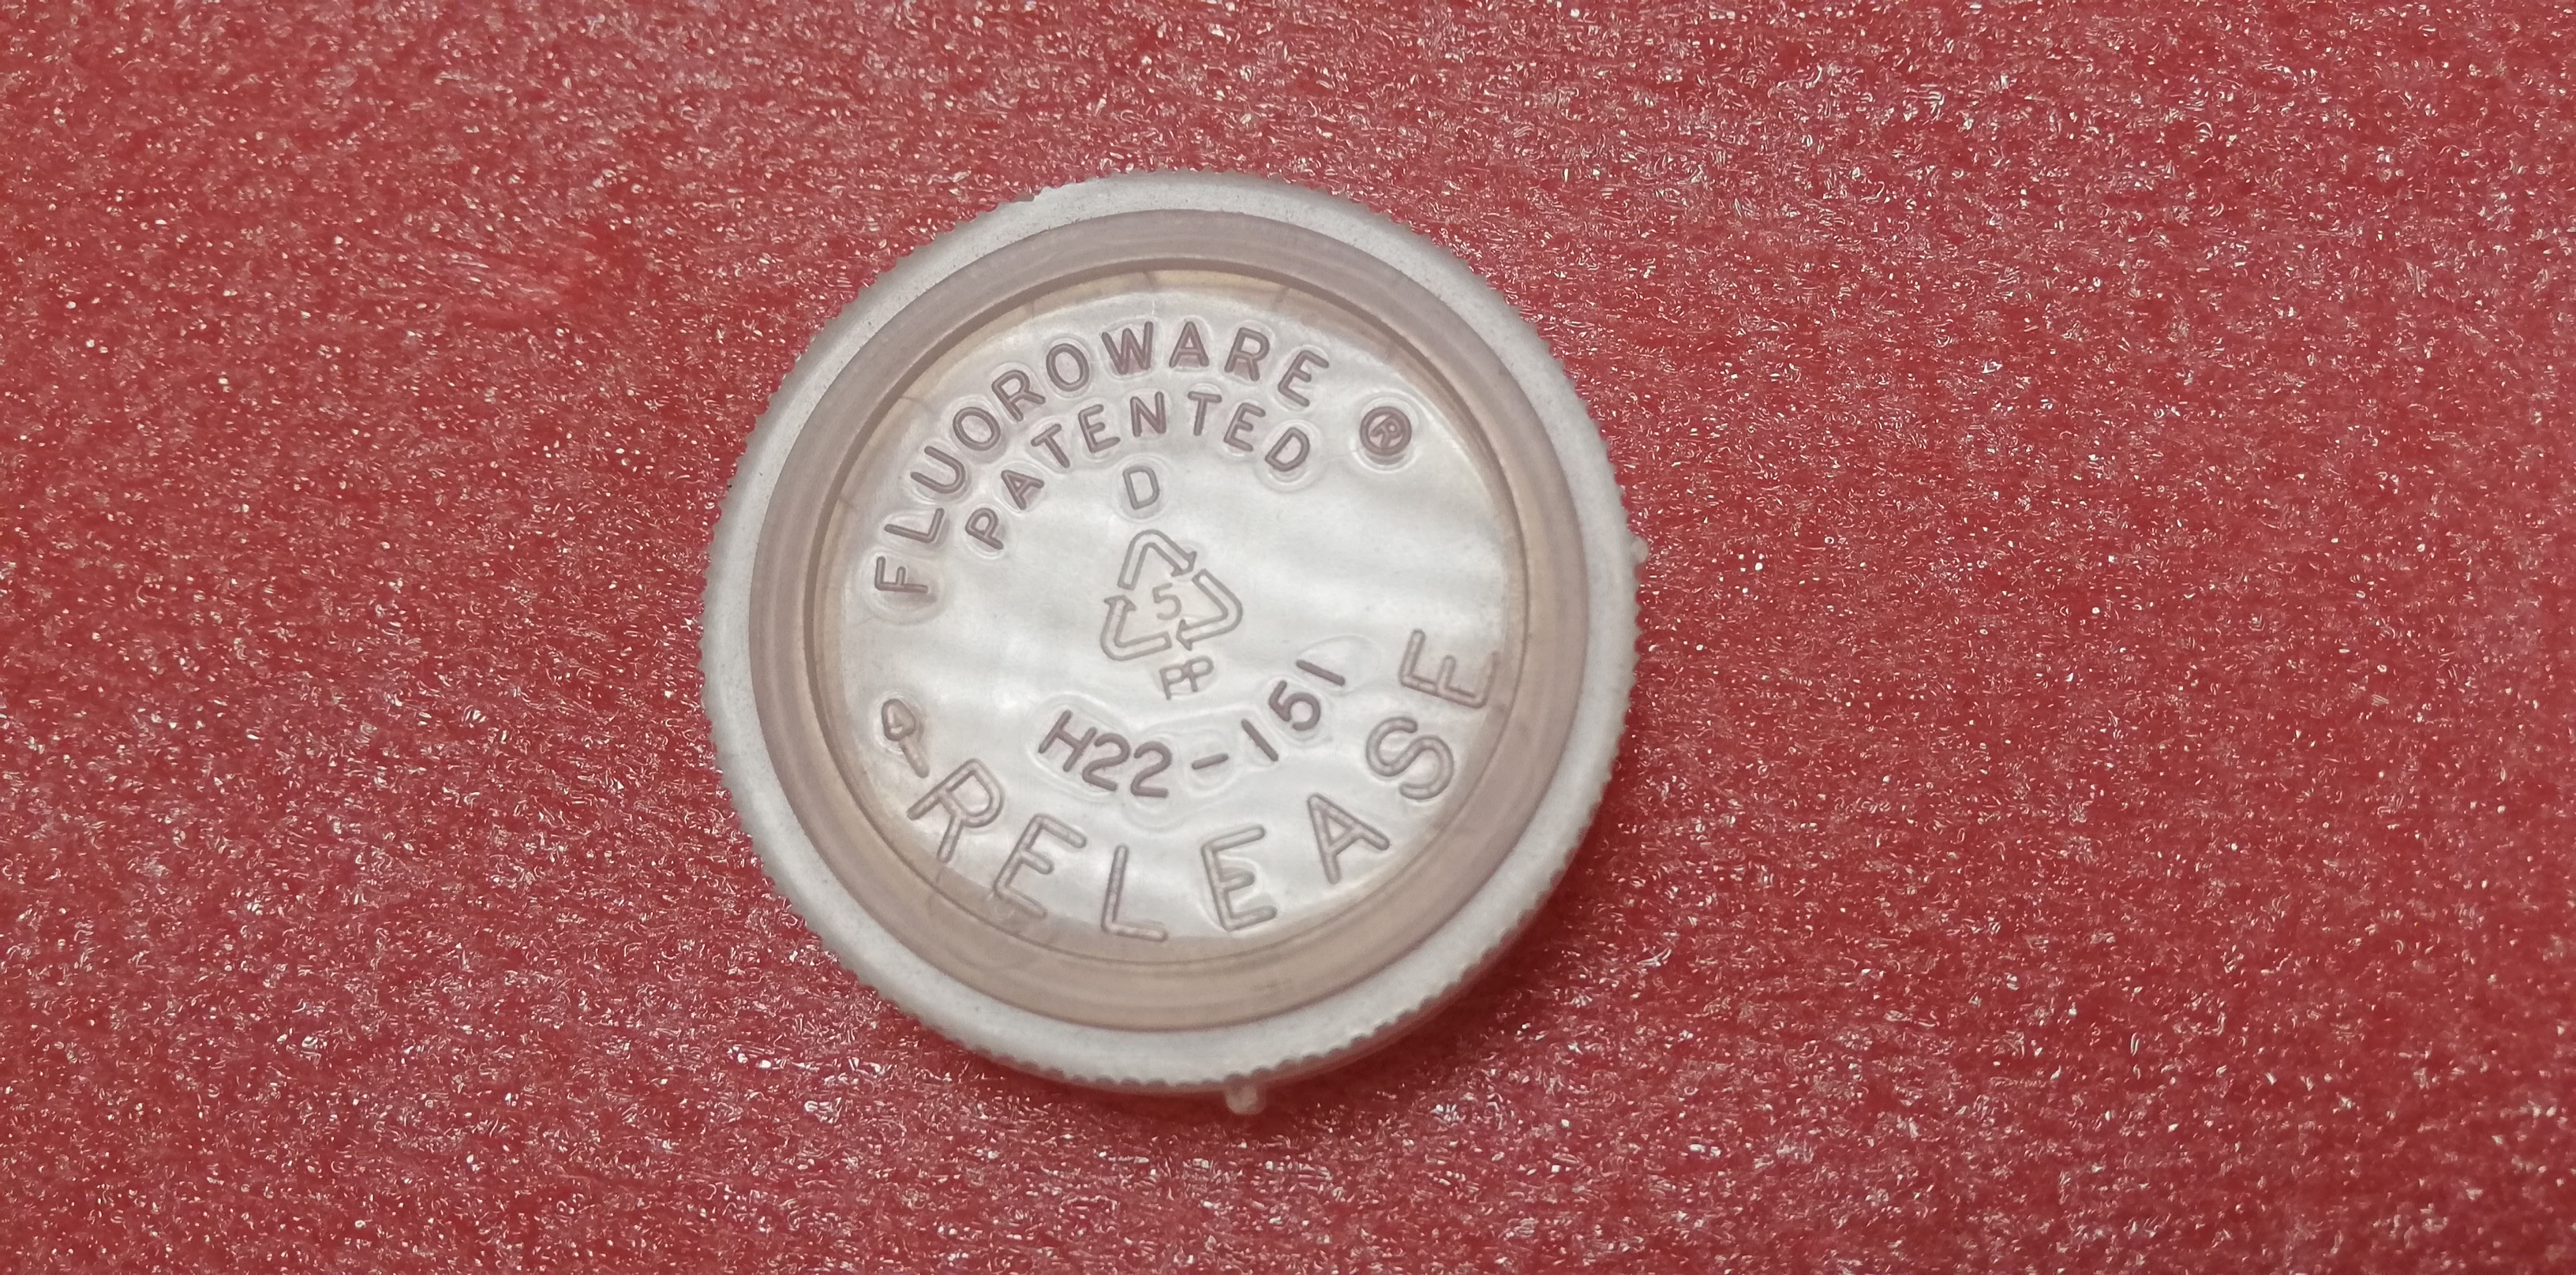 FLUOROWARE ®
PATENTED
D
5
PP
H22-151
RELEASE